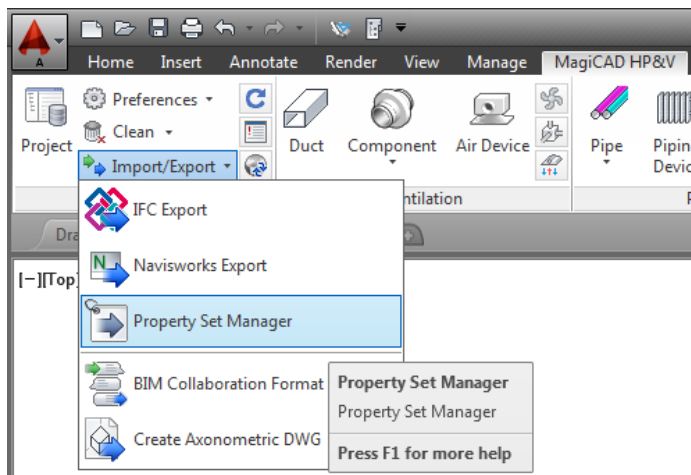 A
Home Insert Annotate Render View Manage MagiCAD HP&V
Preferences
Clean
Project
Import/Export
Duct
Component
Air Device
Pipe
IFC Export
Navisworks Export
[−][Top]
Property Set Manager
BIM Collaboration Format
Create Axonometric DWG
Property Set Manager
Property Set Manager
Press F1 for more help